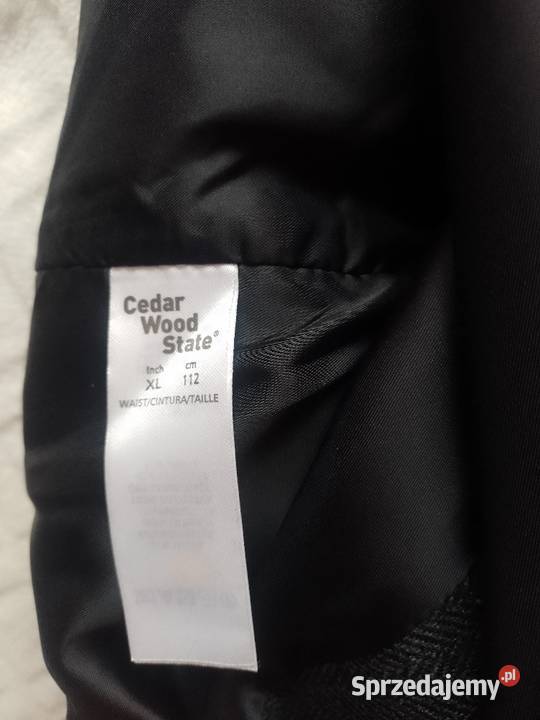 Cedar
Wood
State®
Inch cm
XL 112
WAIST/CINTURA/TAILLE
Sprzedajemy.pl